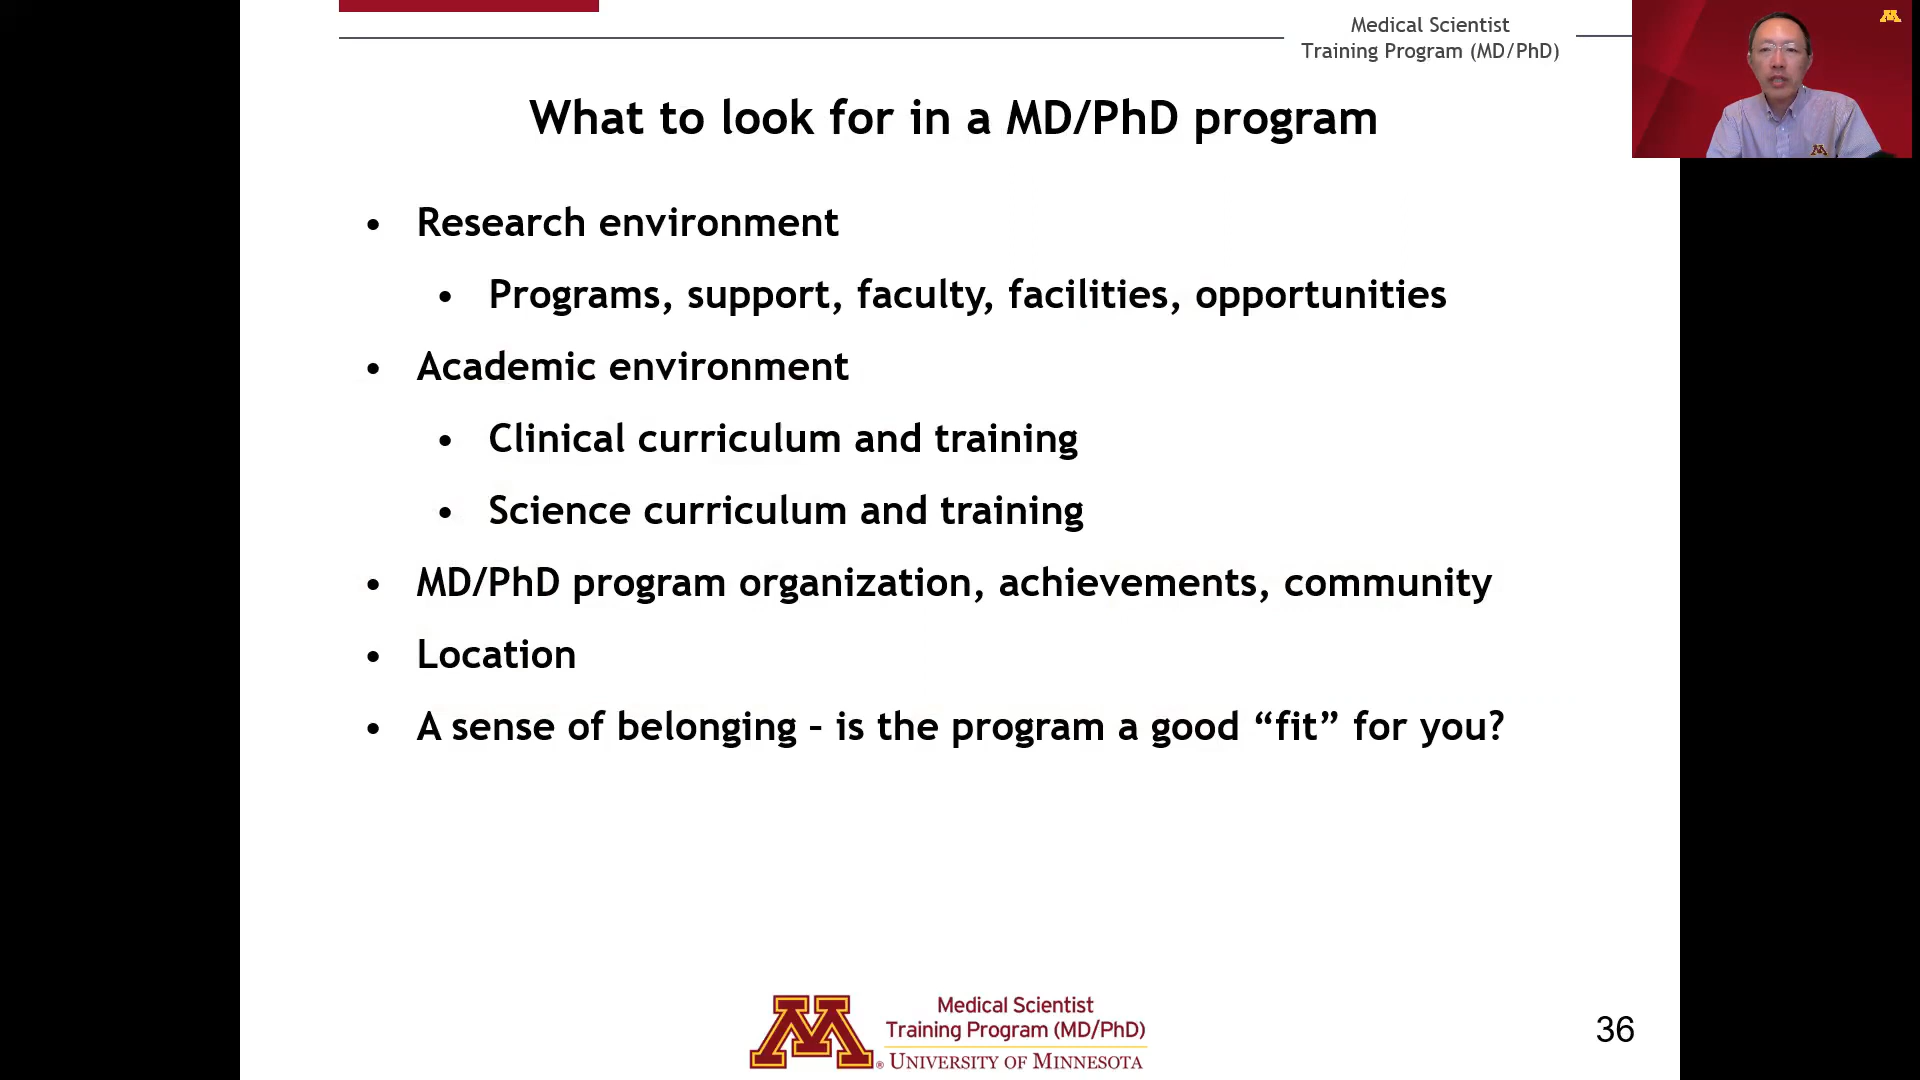 Medical Scientist
Training Program (MD/PhD)
What to look for in a MD/PhD program
• Research environment
• Programs, support, faculty, facilities, opportunities
• Academic environment
• Clinical curriculum and training
• Science curriculum and training
• MD/PhD program organization, achievements, community
• Location
• A sense of belonging – is the program a good “fit” for you?
M®
Medical Scientist
Training Program (MD/PhD)
UNIVERSITY OF MINNESOTA
36
M
M